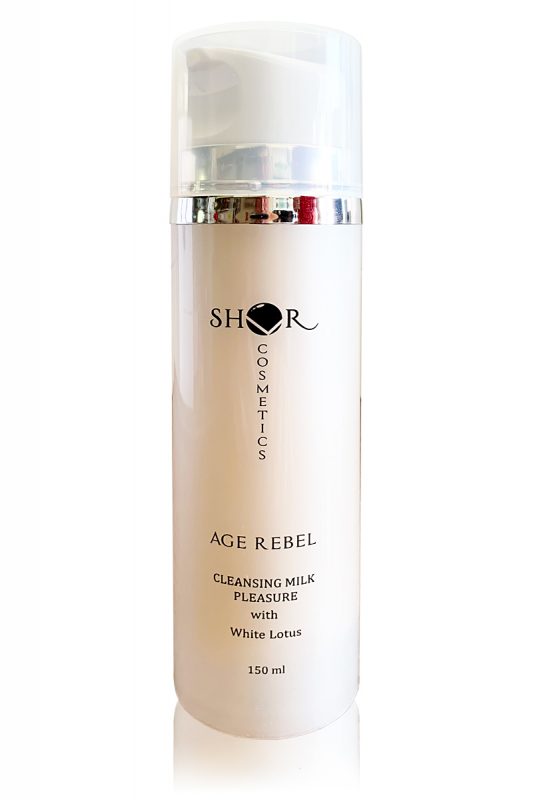 SHOR
COSMETICS
AGE REBEL
CLEANSING MILK
PLEASURE
with
White Lotus
150 ml